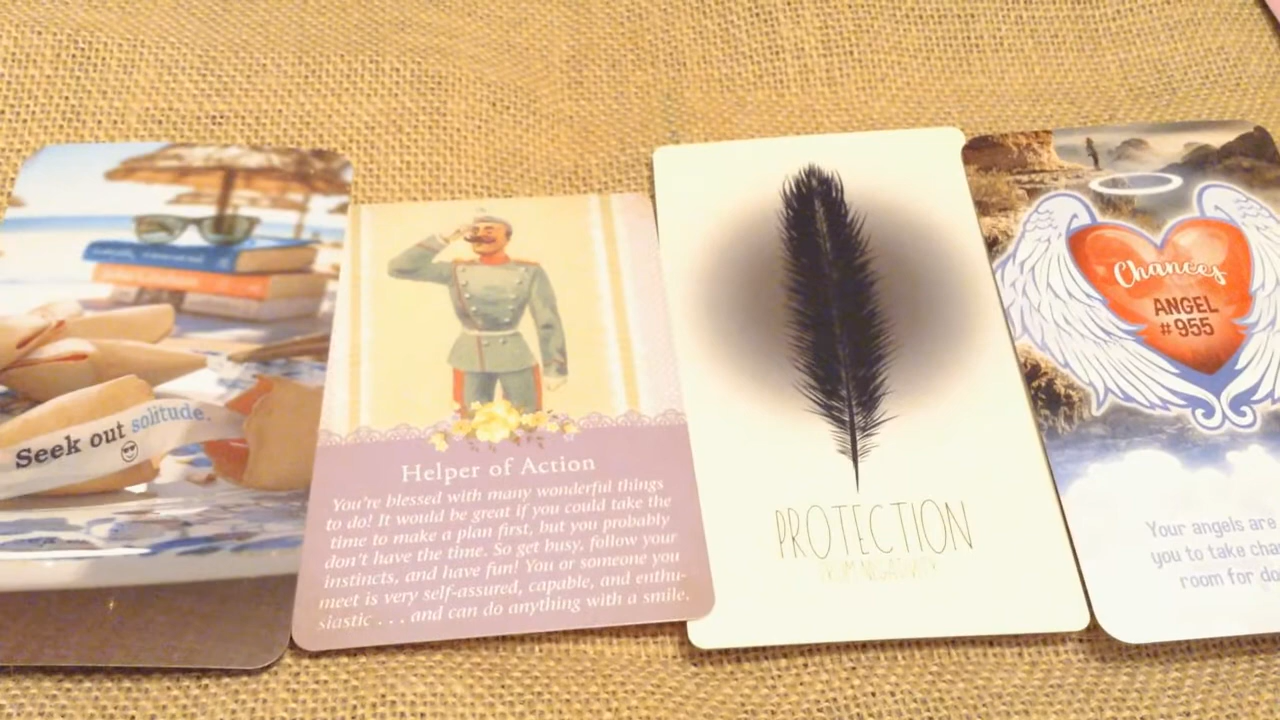 Seek out solitude.
Helper of Action
You're blessed with many wonderful things
to do! It would be great if you could take the
time to make a plan first, but you probably
don't have the time. So get busy, follow your
instincts, and have fun! You or someone you
meet is very self-assured, capable, and enthu-
siastic . . . and can do anything with a smile.
PROTECTION
FROM NEGATIVITY
Chances
ANGEL
#955
Your angels are
you to take cha
room for do